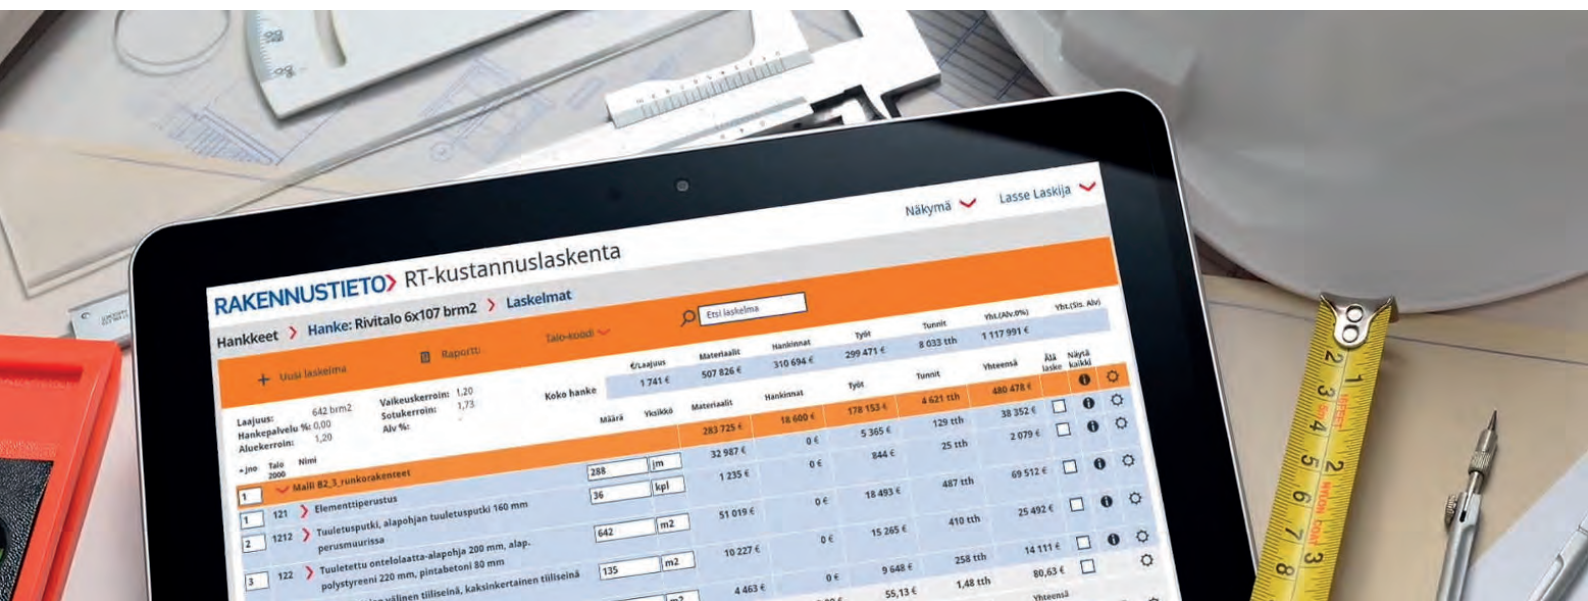 Näkymä Lasse Laskija
RAKENNUSTIETO> RT-kustannuslaskenta
Hankkeet > Hanke: Rivitalo 6x107 brm2 > Laskelmat
+ Uusi laskelma Raportti Talo-koodi Etsi laskelma
€/Laajuus Materiaalit Hankinnat Työt Tunnit Yht.(Alv.0%) Yht.(Sis. Alv)
Koko hanke 1 741 € 507 826 € 310 694 € 299 471 € 8 033 tth 1 117 991 €
Laajuus: 642 brm2 Vaikeuskerroin: 1,20
Hankepalvelu %: 0,00 Sotukerroin: 1,73
Aluekerroin: 1,20 Alv %:
jno Talo 2000 Nimi Määrä Yksikkö Materiaalit Hankinnat Työt Tunnit Yhteensä Älä laske Näytä kaikki
1 Malli B2_3_runkorakenteet 283 725 € 18 600 € 178 153 € 4 621 tth 480 478 €
1 121 > Elementtiperustus 288 jm 32 987 € 0 € 5 365 € 129 tth 38 352 €
2 1212 > Tuuletusputki, alapohjan tuuletusputki 160 mm 36 kpl 1 235 € 0 € 844 € 25 tth 2 079 €
perusmuurissa
3 122 > Tuuletettu ontelolaatta-alapohja 200 mm, alap. 642 m2 51 019 € 0 € 18 493 € 487 tth 69 512 €
polystyreeni 220 mm, pintabetoni 80 mm
välinen tiiliseinä, kaksinkertainen tiiliseinä 135 m2 10 227 € 0 € 15 265 € 410 tth 25 492 €
m2 4 463 € 0 € 9 648 € 258 tth 14 111 €
55,13 € 1,48 tth 80,63 €
Yhteensä